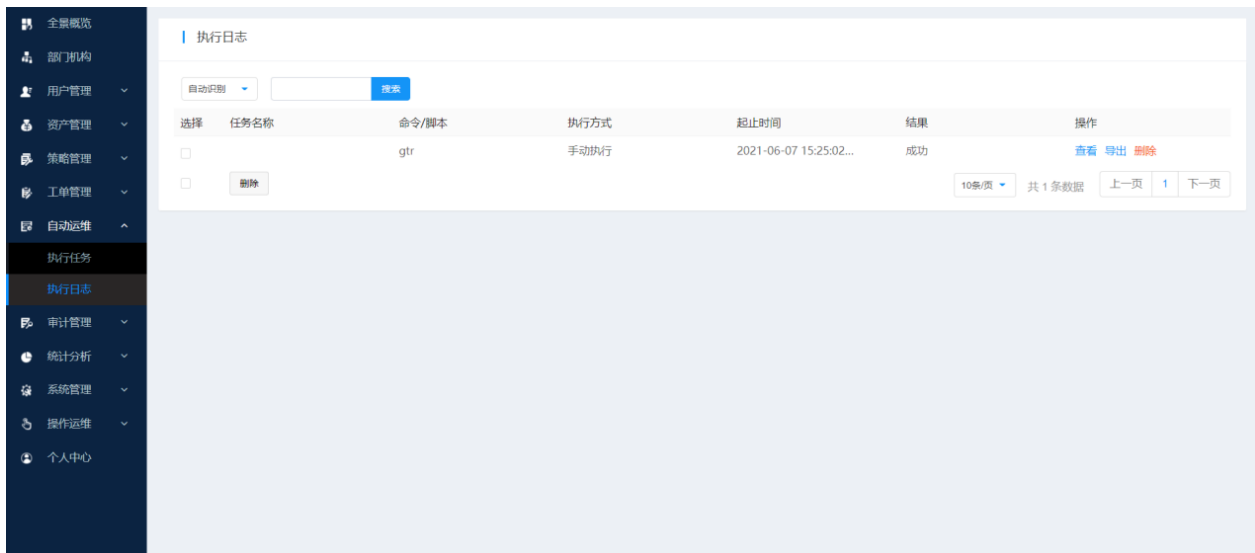 全景概览
部门机构
用户管理
资产管理
策略管理
工单管理
自动运维
执行任务
执行日志
审计管理
统计分析
系统管理
操作运维
个人中心
执行日志
自动识别 搜索
选择 任务名称 命令/脚本 执行方式 起止时间 结果 操作
gtr 手动执行 2021-06-07 15:25:02... 成功 查看 导出 删除
删除 10条/页 共 1 条数据 上一页 1 下一页